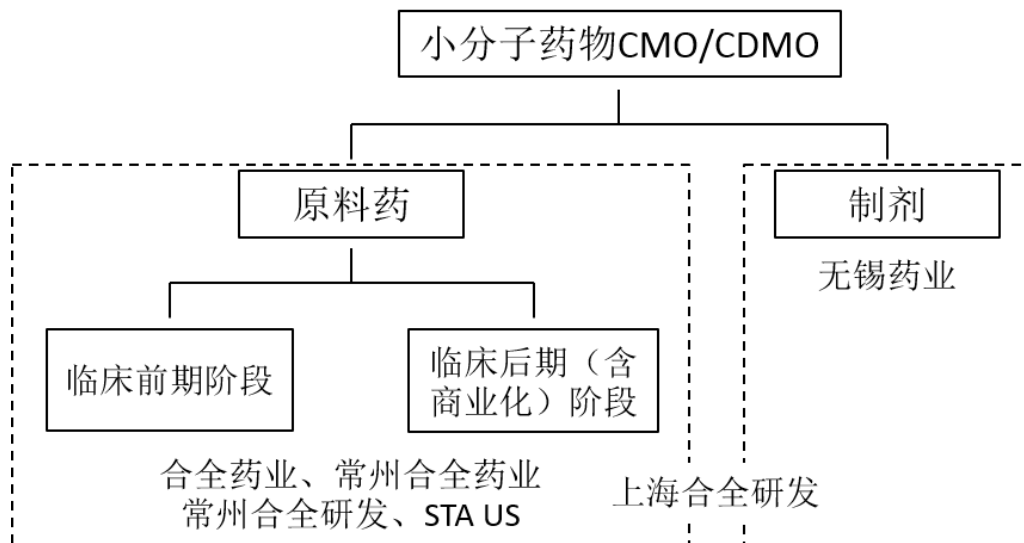 小分子药物CMO/CDMO
原料药
制剂
无锡药业
临床前期阶段
临床后期（含
商业化）阶段
合全药业、常州合全药业
常州合全研发、STA US
上海合全研发